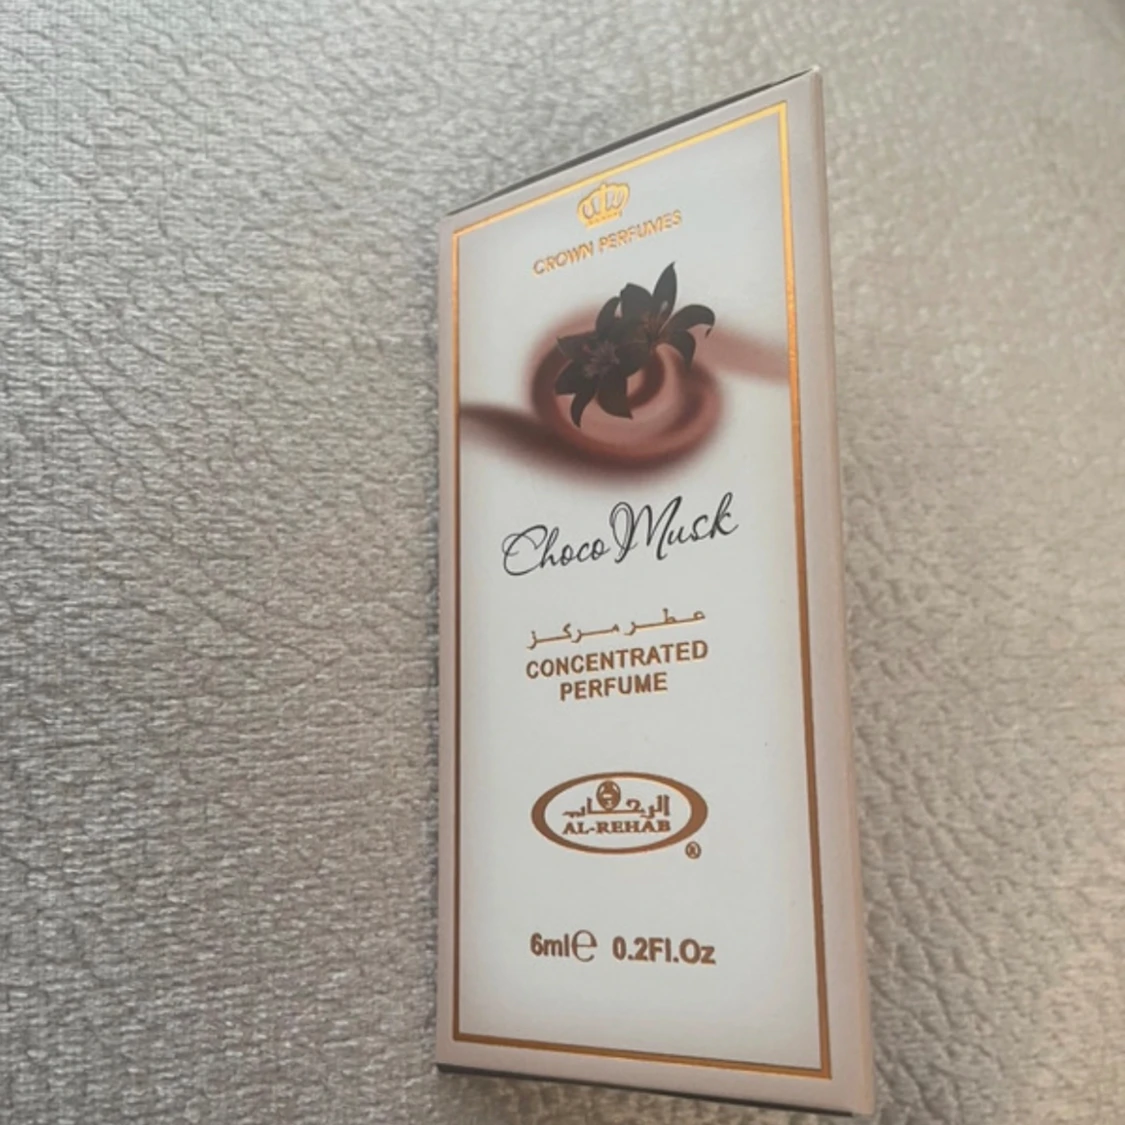 CROWN PERFUMES
Choco Musk
عطر مركز
CONCENTRATED
PERFUME
الرحاب
AL-REHAB
®
6ml℮ 0.2Fl.Oz